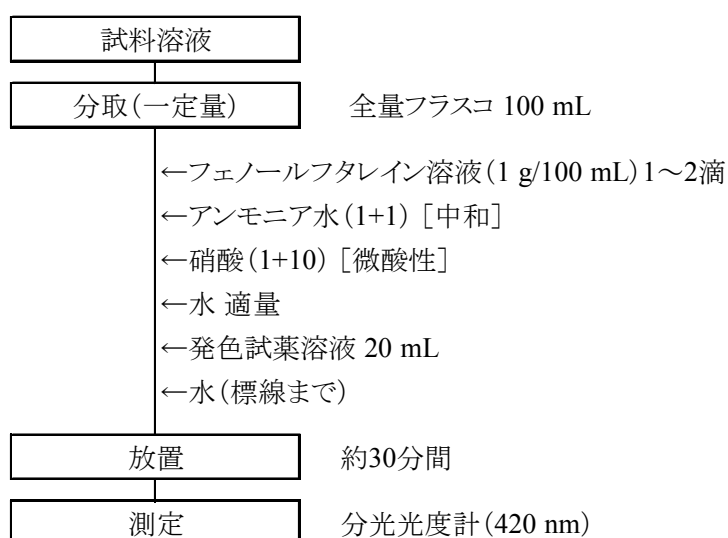 試料溶液
分取(一定量) 全量フラスコ 100 mL
←フェノールフタレイン溶液(1 g/100 mL)1～2滴
←アンモニア水(1+1)［中和］
←硝酸(1+10)［微酸性］
←水 適量
←発色試薬溶液 20 mL
←水(標線まで)
放置 約30分間
測定 分光光度計(420 nm)